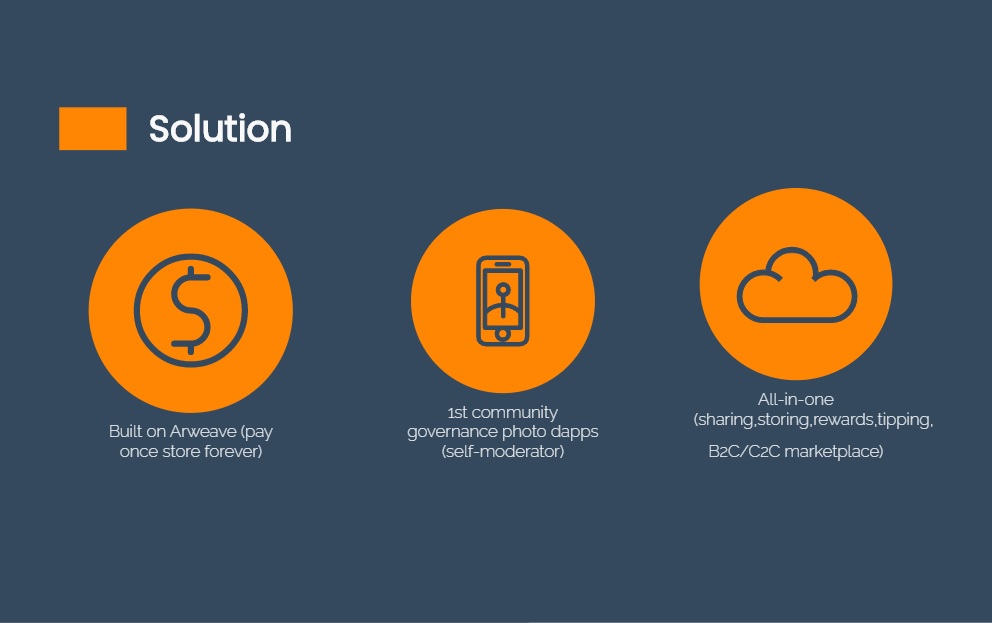 Solution
Built on Arweave (pay
once store forever)
1st community
governance photo dapps
(self-moderator)
All-in-one
(sharing,storing,rewards,tipping,
B2C/C2C marketplace)